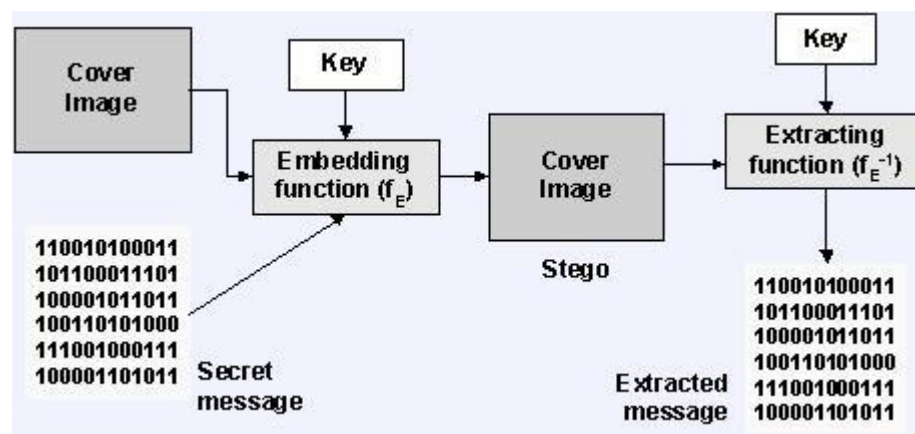 Cover
Image
Key
Embedding
function (fE)
110010100011
101100011101
100001011011
100110101000
111001000111
100001101011
Secret
message
Cover
Image
Stego
Key
Extracting
function (fE⁻¹)
110010100011
101100011101
100001011011
100110101000
111001000111
100001101011
Extracted
message